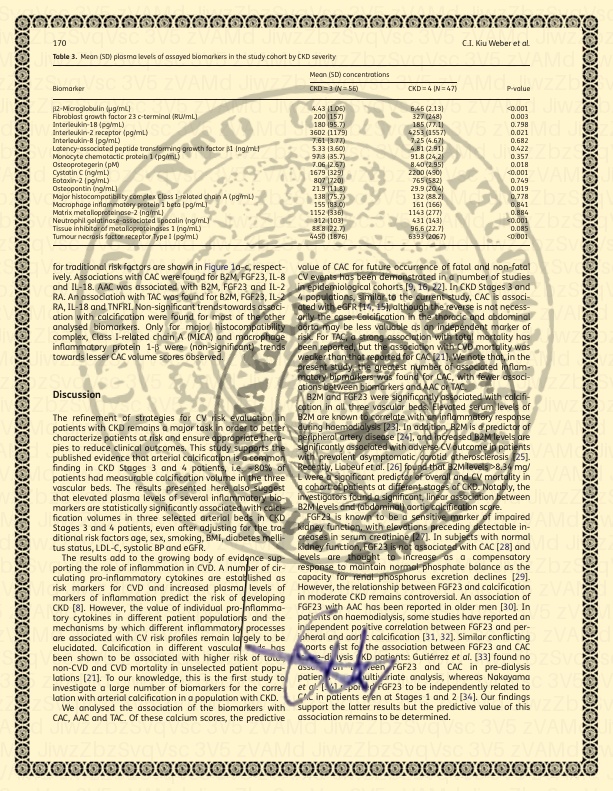 170
C.I. Kiu Weber et al.
Table 3. Mean (SD) plasma levels of assayed biomarkers in the study cohort by CKD severity
Mean (SD) concentrations
Biomarker CKD = 3 (N = 56) CKD = 4 (N = 47) P-value
β2-Microglobulin (µg/mL) 4.43 (1.06) 6.46 (2.13) <0.001
Fibroblast growth factor 23 c-terminal (RU/mL) 200 (157) 327 (248) 0.003
Interleukin-18 (pg/mL) 180 (95.7) 185 (77.1) 0.798
Interleukin-2 receptor (pg/mL) 3602 (1179) 4253 (1557) 0.021
Interleukin-8 (pg/mL) 7.61 (3.77) 7.25 (4.67) 0.682
Latency-associated peptide transforming growth factor β1 (ng/mL) 5.33 (3.60) 4.81 (2.91) 0.422
Monocyte chemotactic protein 1 (pg/mL) 97.3 (35.7) 91.8 (24.2) 0.357
Osteoprotegerin (pM) 7.06 (2.67) 8.40 (2.95) 0.018
Cystatin C (ng/mL) 1679 (329) 2200 (490) <0.001
Eotaxin-2 (pg/mL) 807 (720) 765 (582) 0.749
Osteopontin (ng/mL) 21.9 (11.8) 29.9 (20.4) 0.019
Major histocompatibility complex Class I-related chain A (pg/mL) 138 (75.7) 132 (88.2) 0.778
Macrophage inflammatory protein 1 beta (pg/mL) 155 (83.0) 161 (166) 0.841
Matrix metalloproteinase-2 (ng/mL) 1152 (336) 1143 (277) 0.884
Neutrophil gelatinase-associated lipocalin (ng/mL) 312 (103) 431 (143) <0.001
Tissue inhibitor of metalloproteinases 1 (ng/mL) 88.8 (22.7) 96.6 (22.7) 0.085
Tumour necrosis factor receptor Type I (pg/mL) 4450 (1876) 6393 (2067) <0.001
for traditional risk factors are shown in Figure 1a–c, respect-
ively. Associations with CAC were found for B2M, FGF23, IL-8
and IL-18. AAC was associated with B2M, FGF23 and IL-2
RA. An association with TAC was found for B2M, FGF23, IL-2
RA, IL-18 and TNFRI. Non-significant trends towards associ-
ation with calcification were found for most of the other
analysed biomarkers. Only for major histocompatibility
complex, Class I-related chain A (MICA) and macrophage
inflammatory protein 1-β were (non-significant) trends
towards lesser CAC volume scores observed.
Discussion
The refinement of strategies for CV risk evaluation in
patients with CKD remains a major task in order to better
characterize patients at risk and ensure appropriate thera-
pies to reduce clinical outcomes. This study supports the
published evidence that arterial calcification is a common
finding in CKD Stages 3 and 4 patients, i.e. >80% of
patients had measurable calcification volume in the three
vascular beds. The results presented here also suggest
that elevated plasma levels of several inflammatory bio-
markers are statistically significantly associated with calci-
fication volumes in three selected arterial beds in CKD
Stages 3 and 4 patients, even after adjusting for the tra-
ditional risk factors age, sex, smoking, BMI, diabetes melli-
tus status, LDL-C, systolic BP and eGFR.
The results add to the growing body of evidence sup-
porting the role of inflammation in CVD. A number of cir-
culating pro-inflammatory cytokines are established as
risk markers for CVD and increased plasma levels of
markers of inflammation predict the risk of developing
CKD [8]. However, the value of individual pro-inflamma-
tory cytokines in different patient populations and the
mechanisms by which different inflammatory processes
are associated with CV risk profiles remain largely to be
elucidated. Calcification in different vascular has
been shown to be associated with higher risk of total
non-CVD and CVD mortality in unselected patient popu-
lations [21]. To our knowledge, this is the first study to
investigate a large number of biomarkers for the corre-
lation with arterial calcification in a population with CKD.
We analysed the association of the biomarkers with
CAC, AAC and TAC. Of these calcium scores, the predictive
value of CAC for future occurrence of fatal and non-fatal
CV events has been demonstrated in a number of studies
in epidemiological cohorts [9, 16, 22]. In CKD Stages 3 and
4 populations, similar to the current study, CAC is associ-
ated with eGFR [14, 15], although the reverse is not neces-
sarily the case. Calcification in the thoracic and abdominal
aorta may be less valuable as an independent marker of
risk. For TAC, a strong association with total mortality has
been reported, but the association with CVD mortality was
weaker than that reported for CAC [21]. We note that, in the
present study, the greatest number of associated inflam-
matory biomarkers was found for CAC, with fewer associ-
ations between biomarkers and AAC or TAC.
B2M and FGF23 were significantly associated with calcifi-
cation in all three vascular beds. Elevated serum levels of
B2M are known to correlate with an inflammatory response
during haemodialysis [23]. In addition, B2M is a predictor of
peripheral artery disease [24], and increased B2M levels are
significantly associated with adverse CV outcome in patients
with prevalent asymptomatic carotid atherosclerosis [25].
Recently, Liabeuf et al. [26] found that B2M levels >8.34 mg/
L were a significant predictor of overall and CV mortality in
a cohort of patients at different stages of CKD. Notably, the
investigators found a significant, linear association between
B2M levels and (abdominal) aortic calcification score.
FGF23 is known to be a sensitive marker of impaired
kidney function, with elevations preceding detectable in-
creases in serum creatinine [27]. In subjects with normal
kidney function, FGF23 is not associated with CAC [28] and
levels are thought to increase as a compensatory
response to maintain normal phosphate balance as the
capacity for renal phosphorus excretion declines [29].
However, the relationship between FGF23 and calcification
in moderate CKD remains controversial. An association of
FGF23 with AAC has been reported in older men [30]. In
patients on haemodialysis, some studies have reported an
independent positive correlation between FGF23 and per-
ipheral and calcification [31, 32]. Similar conflicting
reports exist for the association between FGF23 and CAC
pre-dialysis CKD patients: Gutiérrez et al. [33] found no
association between FGF23 and CAC in pre-dialysis
patients multivariate analysis, whereas Nakayama
et al. [34] reported FGF23 to be independently related to
CAC in patients even at Stages 1 and 2 [34]. Our findings
support the latter results but the predictive value of this
association remains to be determined.